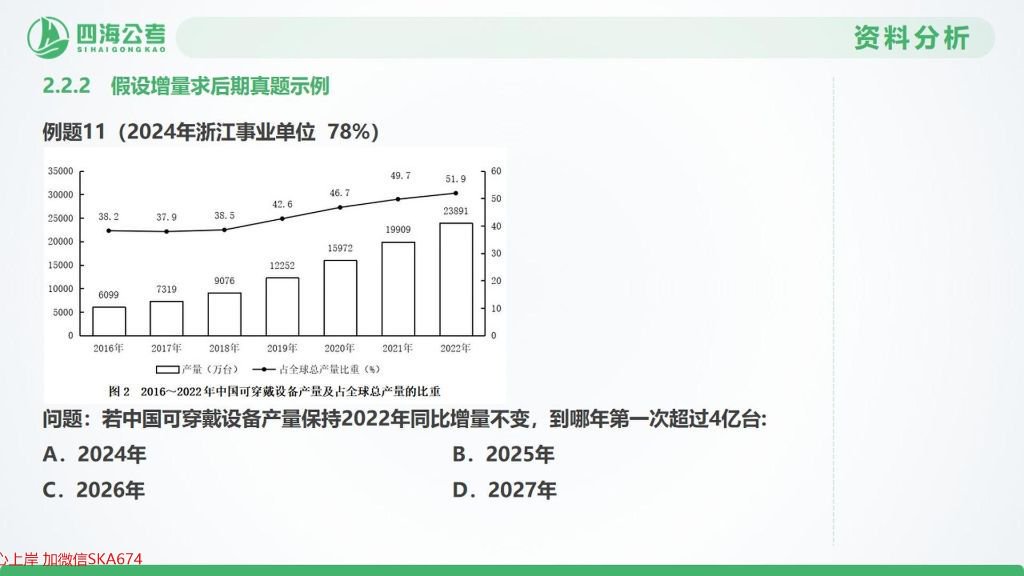 四海公考
SIHAIGONGKAO
资料分析
2.2.2 假设增量求后期真题示例
例题11（2024年浙江事业单位 78%）
35000
30000
25000
20000
15000
10000
5000
0
60
50
40
30
20
10
0
38.2
37.9
38.5
42.6
46.7
49.7
51.9
6099
7319
9076
12252
15972
19909
23891
2016年 2017年 2018年 2019年 2020年 2021年 2022年
产量（万台） 占全球总产量比重（%）
图 2 2016～2022 年中国可穿戴设备产量及占全球总产量的比重
问题：若中国可穿戴设备产量保持2022年同比增量不变，到哪年第一次超过4亿台:
A．2024年 B．2025年
C．2026年 D．2027年
心上岸 加微信SKA674